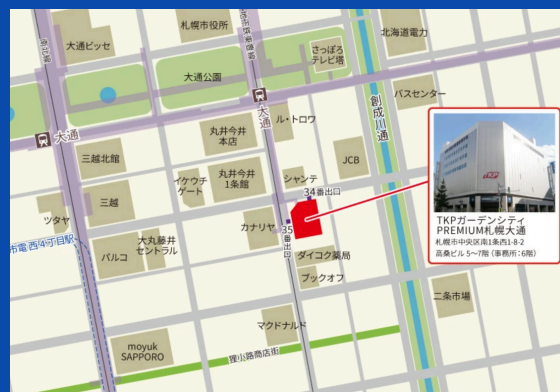 南北線
大通ビッセ
札幌市役所
さっぽろ
テレビ塔
北海道電力
大通公園
大通
大通
ル・トロワ
創成川通
バスセンター
丸井今井
本店
三越北館
丸井今井
1条館
イケウチ
ゲート
シャンテ
JCB
34番出口
三越
ツタヤ
カナリヤ
35番出口
TKP
TKPガーデンシティ
PREMIUM札幌大通
札幌市中央区南1条西1-8-2
高桑ビル 5〜7階 (事務所:6階)
市電西4丁目駅
パルコ
大丸藤井
セントラル
ダイコク薬局
ブックオフ
二条市場
マクドナルド
moyuk
SAPPORO
狸小路商店街